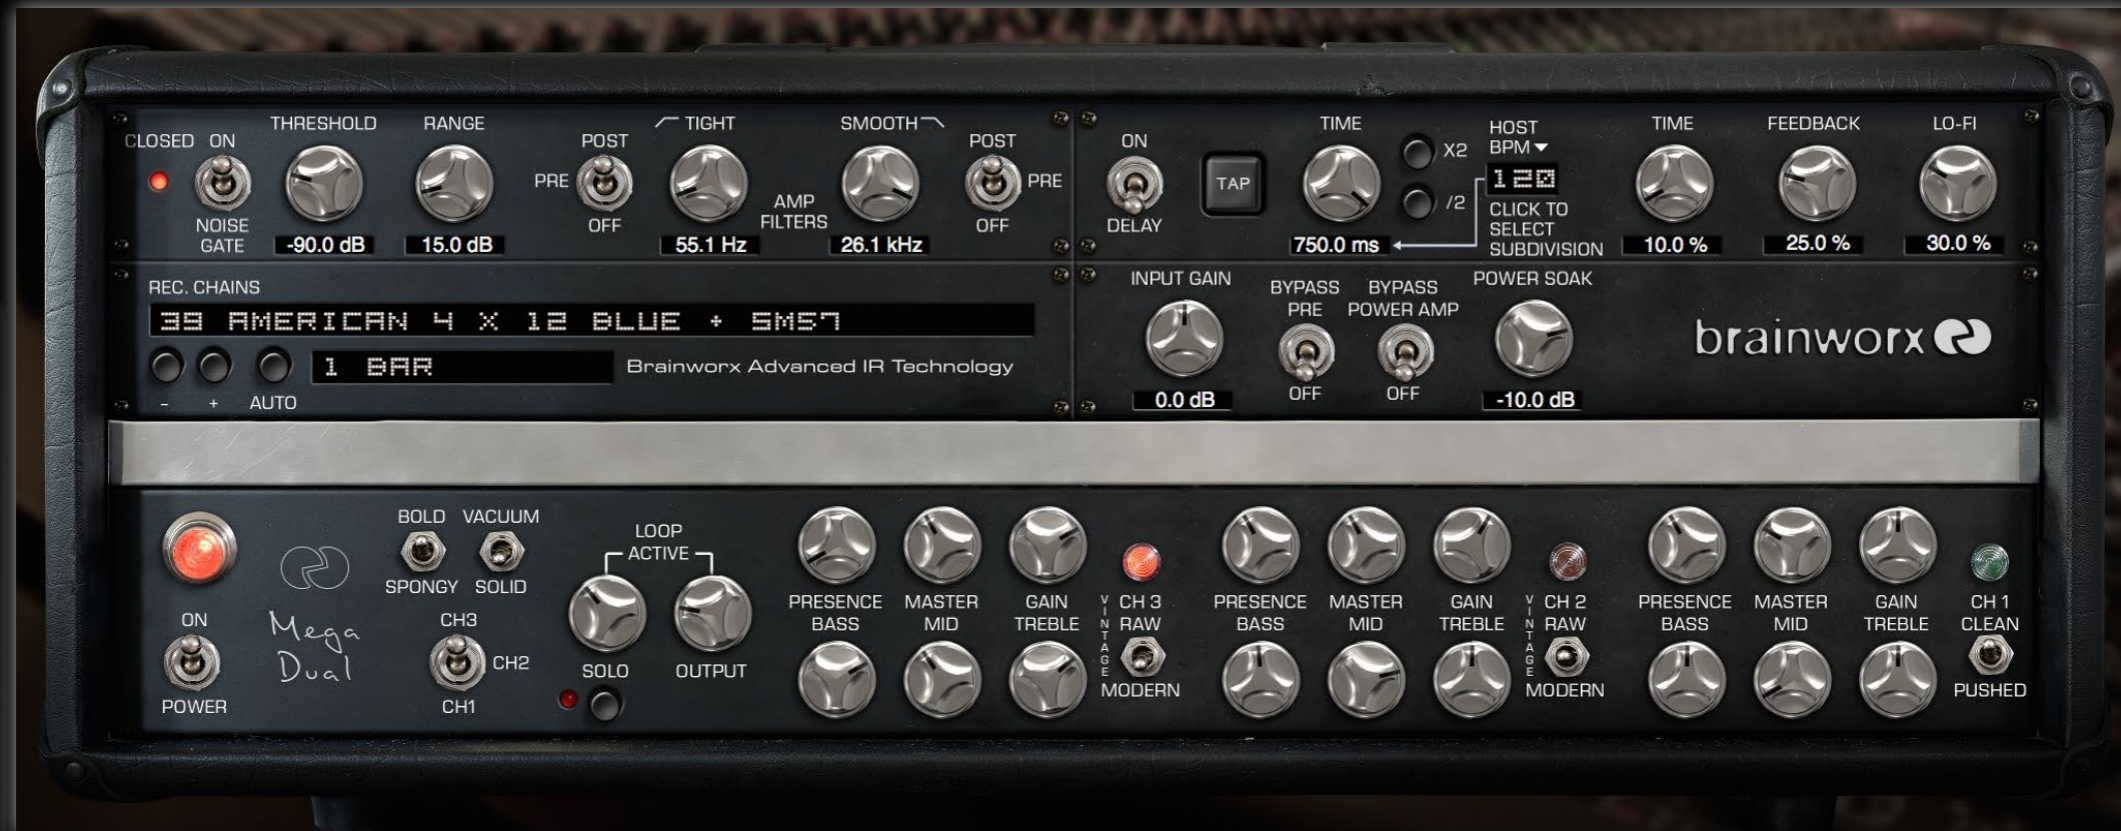 THRESHOLD RANGE TIGHT SMOOTH
CLOSED ON POST POST
PRE PRE
NOISE GATE
OFF
AMP FILTERS
OFF
-90.0 dB 15.0 dB 55.1 Hz 26.1 kHz
TIME HOST BPM TIME FEEDBACK LO-FI
ON
TAP
X2
/2
120
DELAY
CLICK TO
SELECT
SUBDIVISION
750.0 ms 10.0 % 25.0 % 30.0 %
REC. CHAINS
39 AMERICAN 4 X 12 BLUE + SM57
1 BAR
Brainworx Advanced IR Technology
- + AUTO
INPUT GAIN
BYPASS PRE
BYPASS POWER AMP
POWER SOAK
0.0 dB
OFF
OFF
-10.0 dB
brainworx
ON
POWER
Mega
Dual
BOLD VACUUM
SPONGY SOLID
CH3
CH2
CH1
LOOP
ACTIVE
SOLO OUTPUT
PRESENCE MASTER GAIN
BASS MID TREBLE
VINTAGE
CH 3
RAW
MODERN
PRESENCE MASTER GAIN
BASS MID TREBLE
VINTAGE
CH 2
RAW
MODERN
PRESENCE MASTER GAIN
BASS MID TREBLE
CH 1
CLEAN
PUSHED